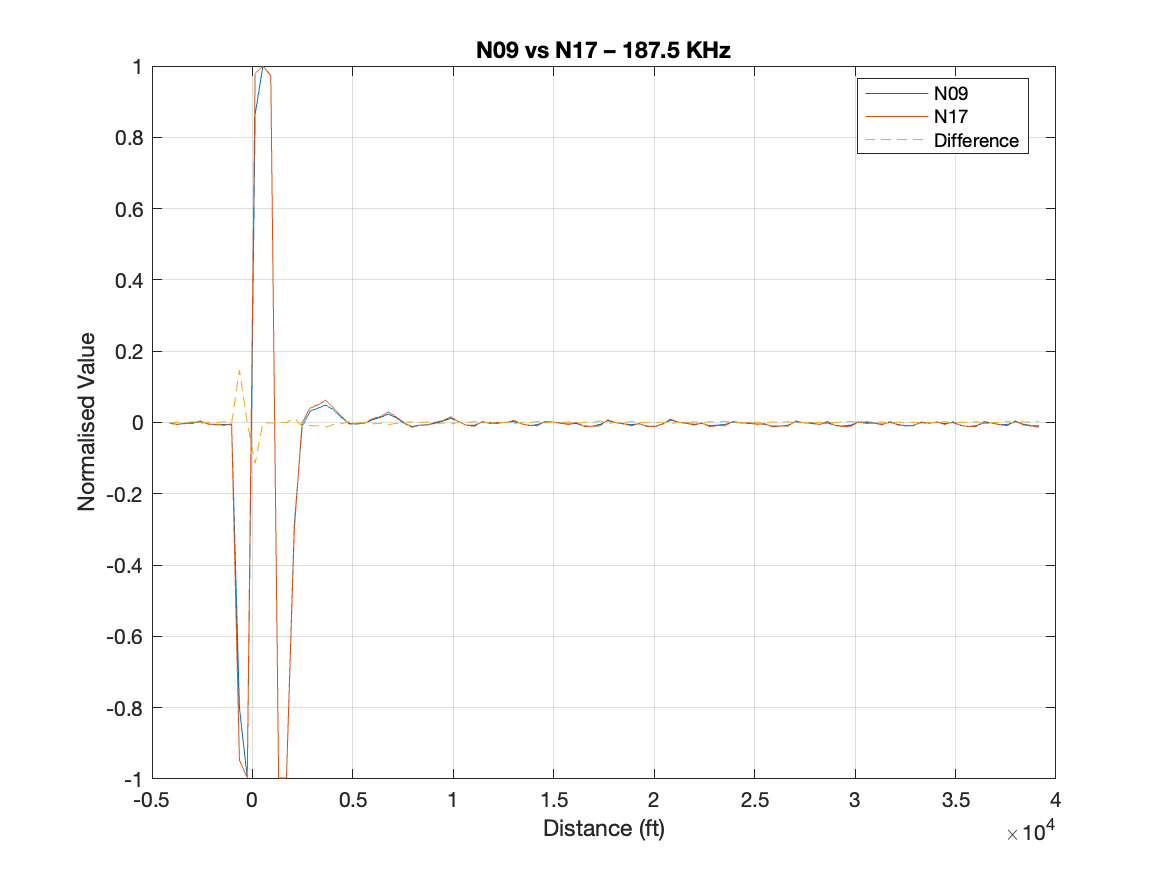 N09 vs N17 – 187.5 KHz
N09
N17
Difference
1
0.8
0.6
0.4
0.2
0
-0.2
-0.4
-0.6
-0.8
-1
Normalised Value
-0.5 0 0.5 1 1.5 2 2.5 3 3.5 4
Distance (ft)
×10⁴